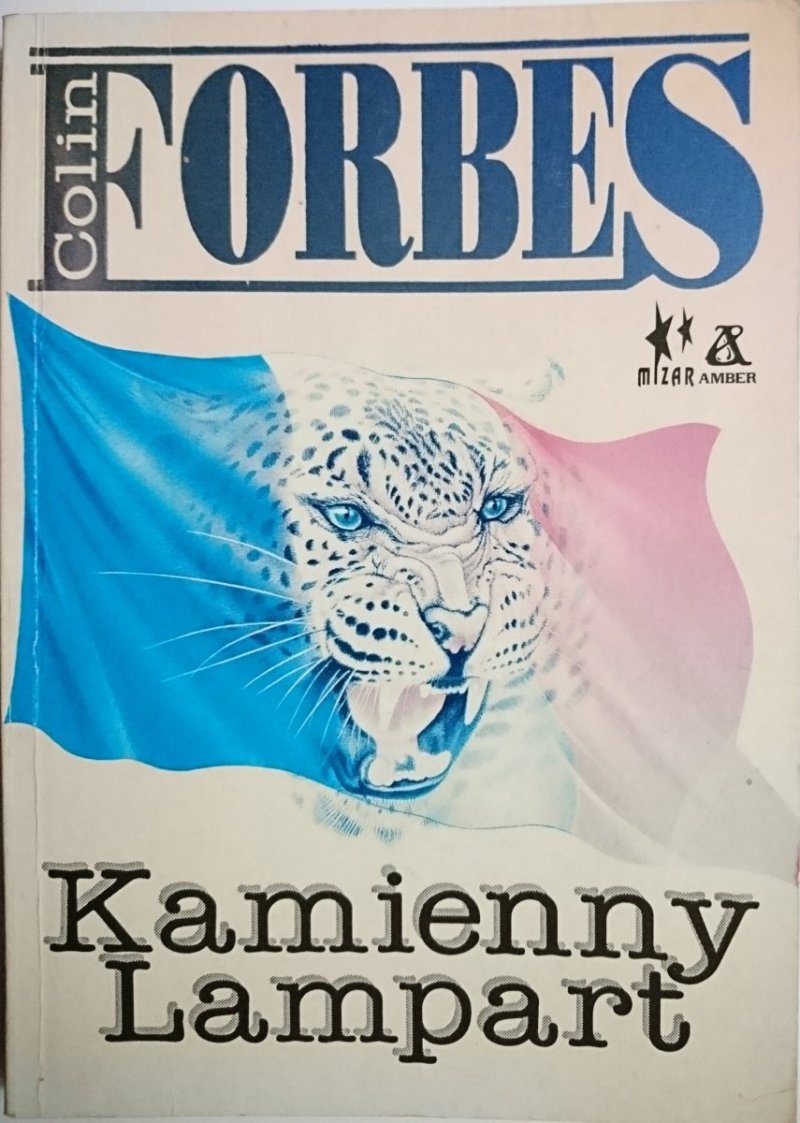 Colin
FORBES
MIZAR AMBER
Kamienny
Lampart